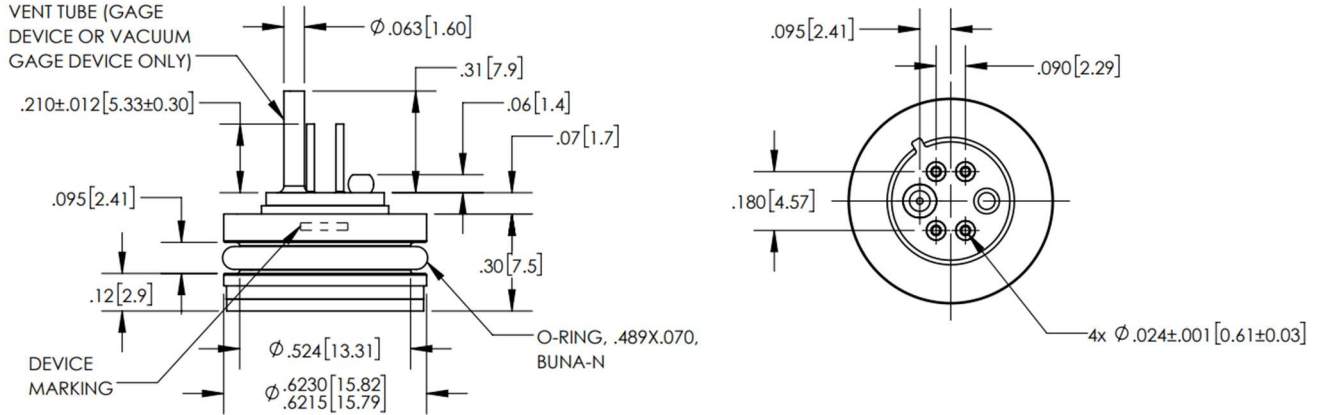 VENT TUBE (GAGE
DEVICE OR VACUUM
GAGE DEVICE ONLY)
Ø.063[1.60]
.31[7.9]
.210±.012[5.33±0.30]
.06[1.4]
.07[1.7]
.095[2.41]
.30[7.5]
.12[2.9]
O-RING, .489X.070,
BUNA-N
Ø.524[13.31]
DEVICE
MARKING
Ø.6230[15.82]
.6215[15.79]
.095[2.41]
.090[2.29]
.180[4.57]
4x Ø.024±.001[0.61±0.03]